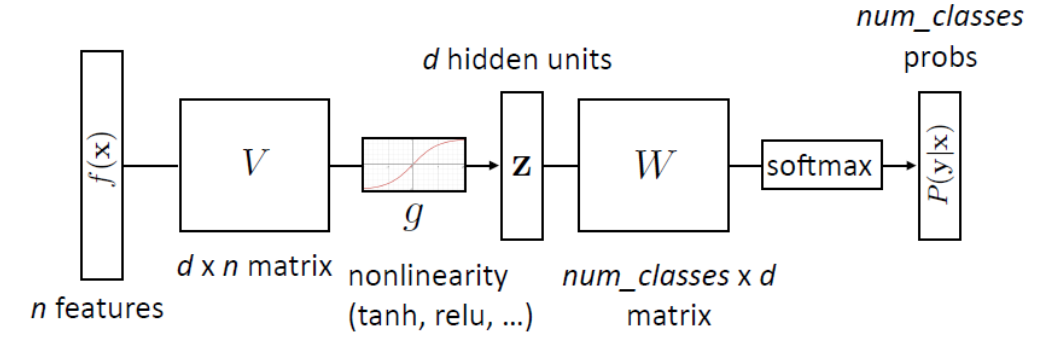 num_classes
probs
d hidden units
f(x)
V
g
z
W
softmax
P(y|x)
d x n matrix
nonlinearity
(tanh, relu, …)
num_classes x d
matrix
n features